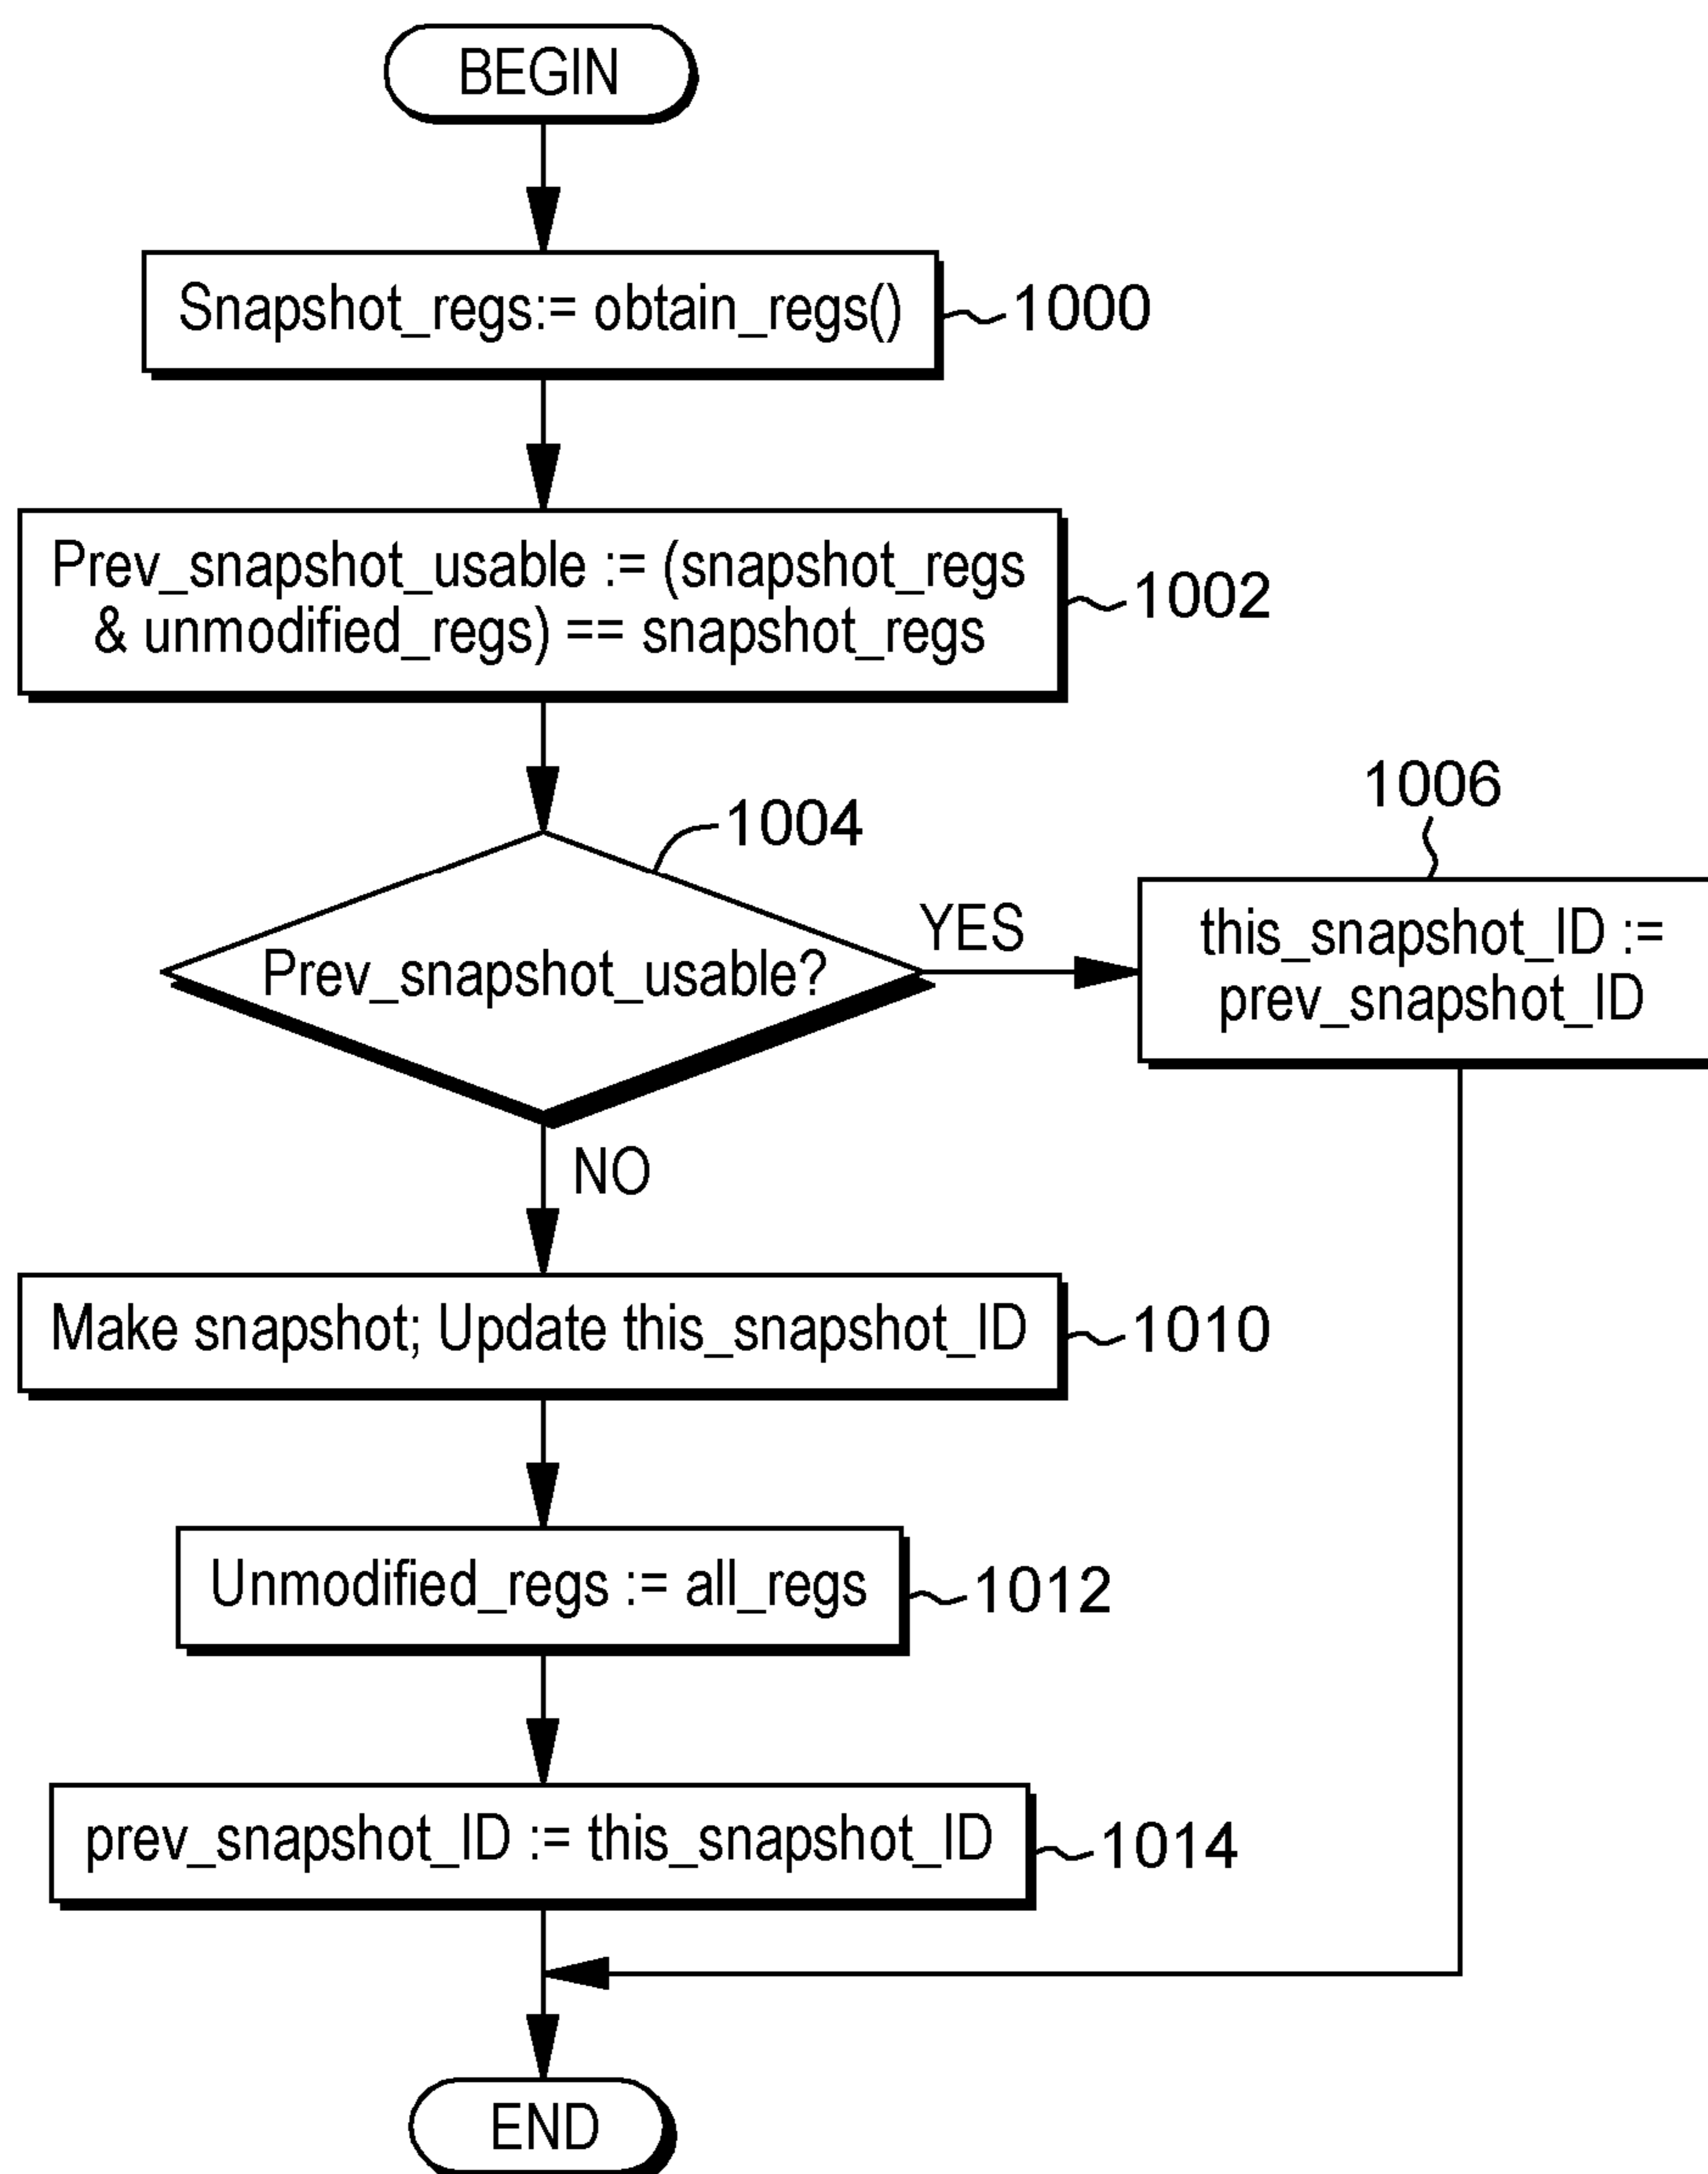 BEGIN
Snapshot_regs:= obtain_regs()
1000
Prev_snapshot_usable := (snapshot_regs
& unmodified_regs) == snapshot_regs
1002
1004
Prev_snapshot_usable?
YES
1006
this_snapshot_ID :=
prev_snapshot_ID
NO
Make snapshot; Update this_snapshot_ID
1010
Unmodified_regs := all_regs
1012
prev_snapshot_ID := this_snapshot_ID
1014
END